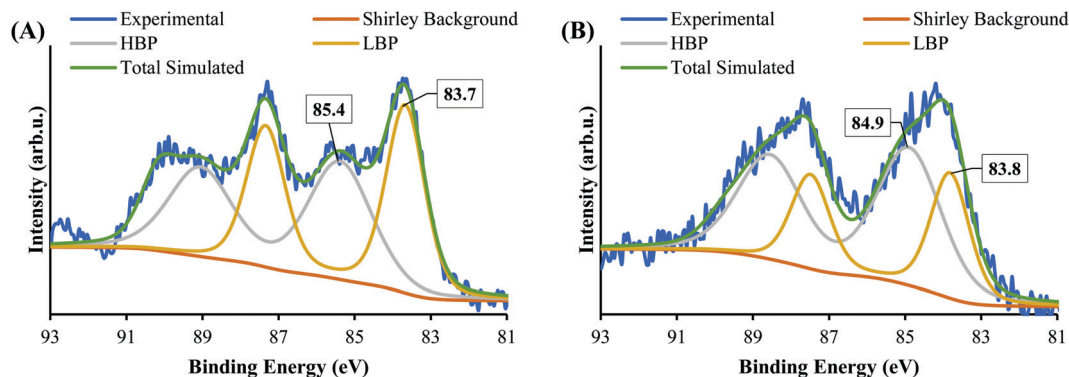 (A)
Experimental
Shirley Background
HBP
LBP
Total Simulated
85.4
83.7
Intensity (arb.u.)
93 91 89 87 85 83 81
Binding Energy (eV)
(B)
Experimental
Shirley Background
HBP
LBP
Total Simulated
84.9
83.8
Intensity (arb.u.)
93 91 89 87 85 83 81
Binding Energy (eV)